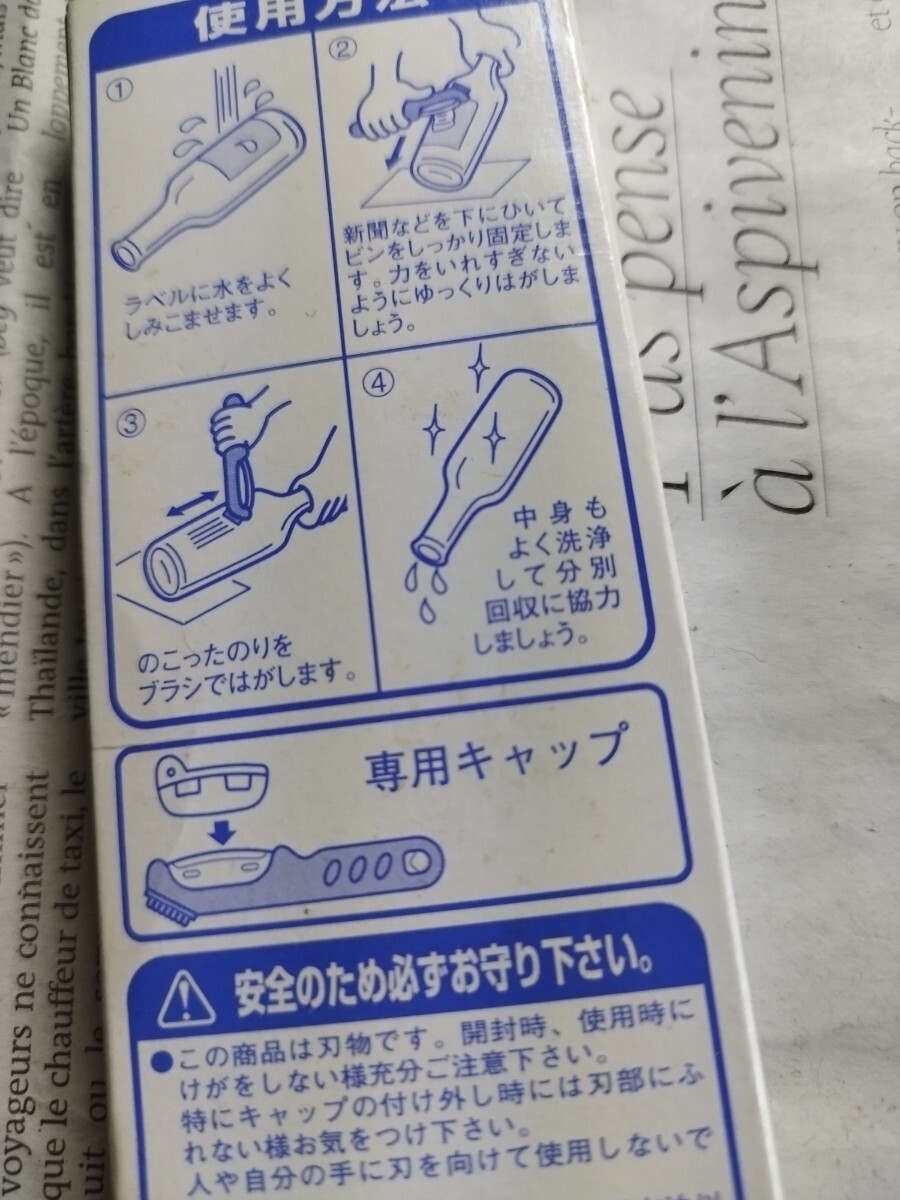 使用方法
①
ラベルに水をよく
しみこませます。
②
新聞などを下にひいて
ビンをしっかり固定しま
す。力をいれすぎない
ようにゆっくりはがしま
しょう。
③
のこったのりを
ブラシではがします。
④
中身も
よく洗浄
して分別
回収に協力
しましょう。
専用キャップ
安全のため必ずお守り下さい。
●この商品は刃物です。開封時、使用時に
けがをしない様充分ご注意下さい。
特にキャップの付け外し時には刃部にふ
れない様お気をつけ下さい。
人や自分の手に刃を向けて使用しないで
pense
à l'Aspivenin
veut dire Un Blanc de
A l'époque, il est en
« mendier »).
Thaïlande, dans l'artère
voyageurs ne connaissent
que le chauffeur de taxi, le